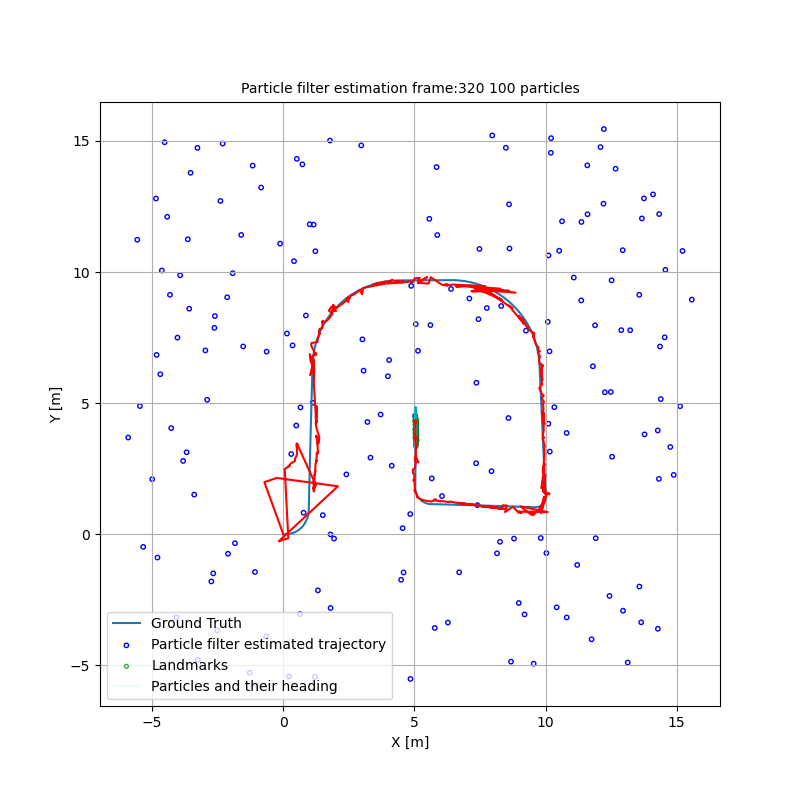 Particle filter estimation frame:320 100 particles
Y [m]
15
10
5
0
−5
Ground Truth
Particle filter estimated trajectory
Landmarks
Particles and their heading
−5 0 5 10 15
X [m]